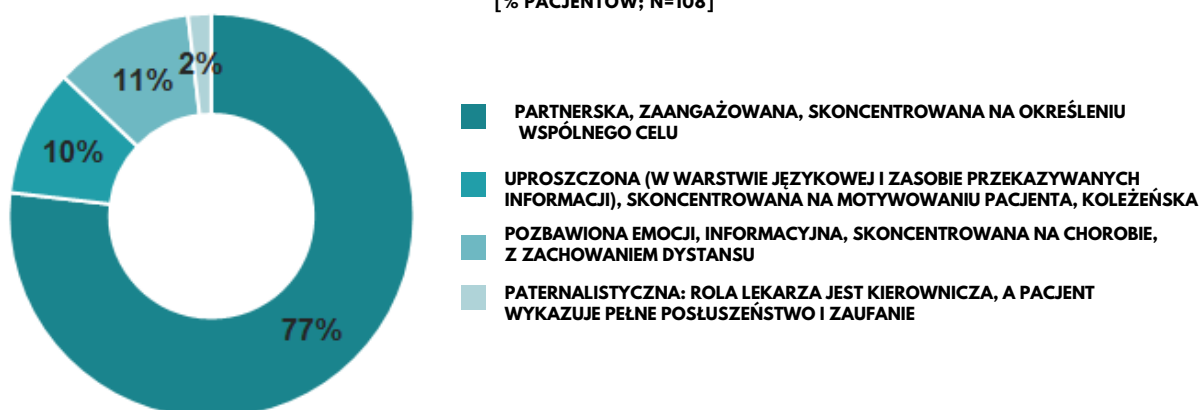 [% PACJENTÓW; N=108]
2%
11%
10%
77%
PARTNERSKA, ZAANGAŻOWANA, SKONCENTROWANA NA OKREŚLENIU
WSPÓLNEGO CELU
UPROSZCZONA (W WARSTWIE JĘZYKOWEJ I ZASOBIE PRZEKAZYWANYCH
INFORMACJI), SKONCENTROWANA NA MOTYWOWANIU PACJENTA, KOLEŻEŃSKA
POZBAWIONA EMOCJI, INFORMACYJNA, SKONCENTROWANA NA CHOROBIE,
Z ZACHOWANIEM DYSTANSU
PATERNALISTYCZNA: ROLA LEKARZA JEST KIEROWNICZA, A PACJENT
WYKAZUJE PEŁNE POSŁUSZEŃSTWO I ZAUFANIE